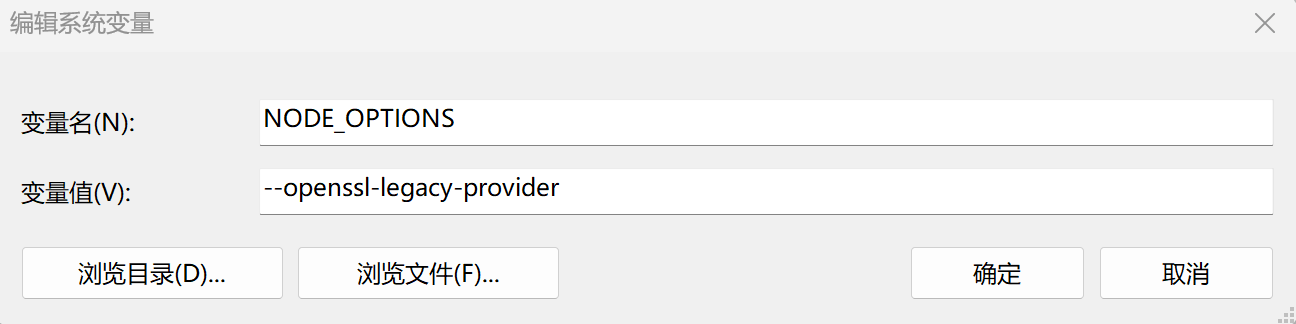 编辑系统变量
变量名(N): NODE_OPTIONS
变量值(V): --openssl-legacy-provider
浏览目录(D)... 浏览文件(F)... 确定 取消